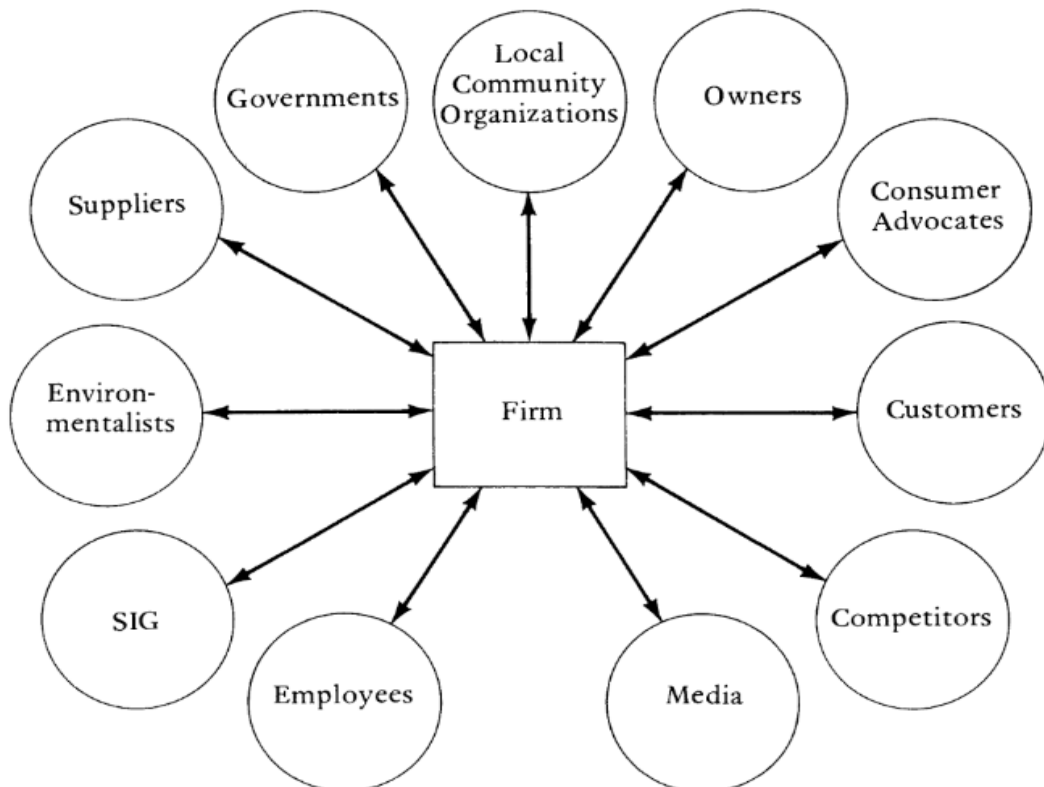 Governments
Local
Community
Organizations
Owners
Suppliers
Consumer
Advocates
Environ-
mentalists
Firm
Customers
SIG
Competitors
Employees
Media